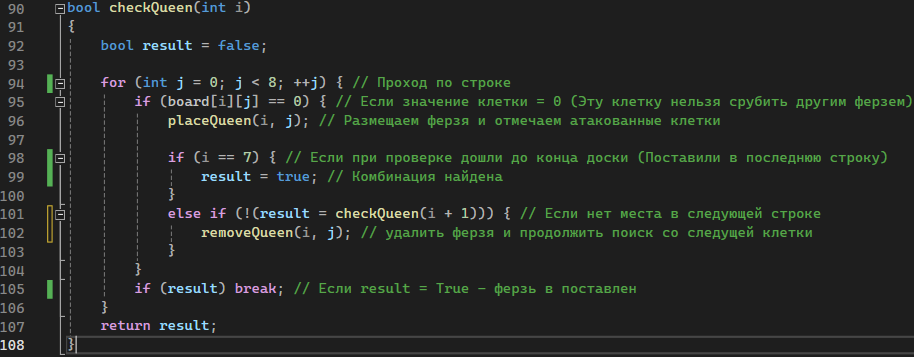 90 bool checkQueen(int i)
91 {
92     bool result = false;
93
94     for (int j = 0; j < 8; ++j) { // Проход по строке
95         if (board[i][j] == 0) { // Если значение клетки = 0 (Эту клетку нельзя срубить другим ферзем)
96             placeQueen(i, j); // Размещаем ферзя и отмечаем атакованные клетки
97
98             if (i == 7) { // Если при проверке дошли до конца доски (Поставили в последнюю строку)
99                 result = true; // Комбинация найдена
100             }
101             else if (!(result = checkQueen(i + 1))) { // Если нет места в следующей строке
102                 removeQueen(i, j); // удалить ферзя и продолжить поиск со следущей клетки
103             }
104         }
105         if (result) break; // Если result = True - ферзь в поставлен
106     }
107     return result;
108 }